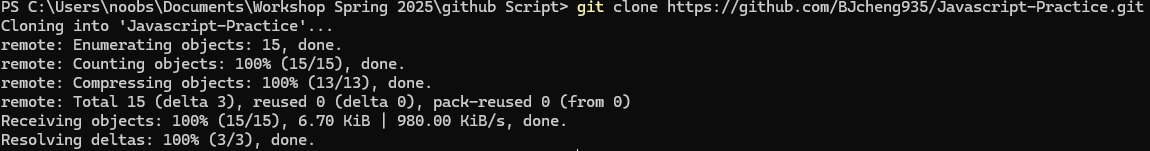 PS C:\Users\noobs\Documents\Workshop Spring 2025\github Script> git clone https://github.com/BJcheng935/Javascript-Practice.git
Cloning into 'Javascript-Practice'...
remote: Enumerating objects: 15, done.
remote: Counting objects: 100% (15/15), done.
remote: Compressing objects: 100% (13/13), done.
remote: Total 15 (delta 3), reused 0 (delta 0), pack-reused 0 (from 0)
Receiving objects: 100% (15/15), 6.70 KiB | 980.00 KiB/s, done.
Resolving deltas: 100% (3/3), done.